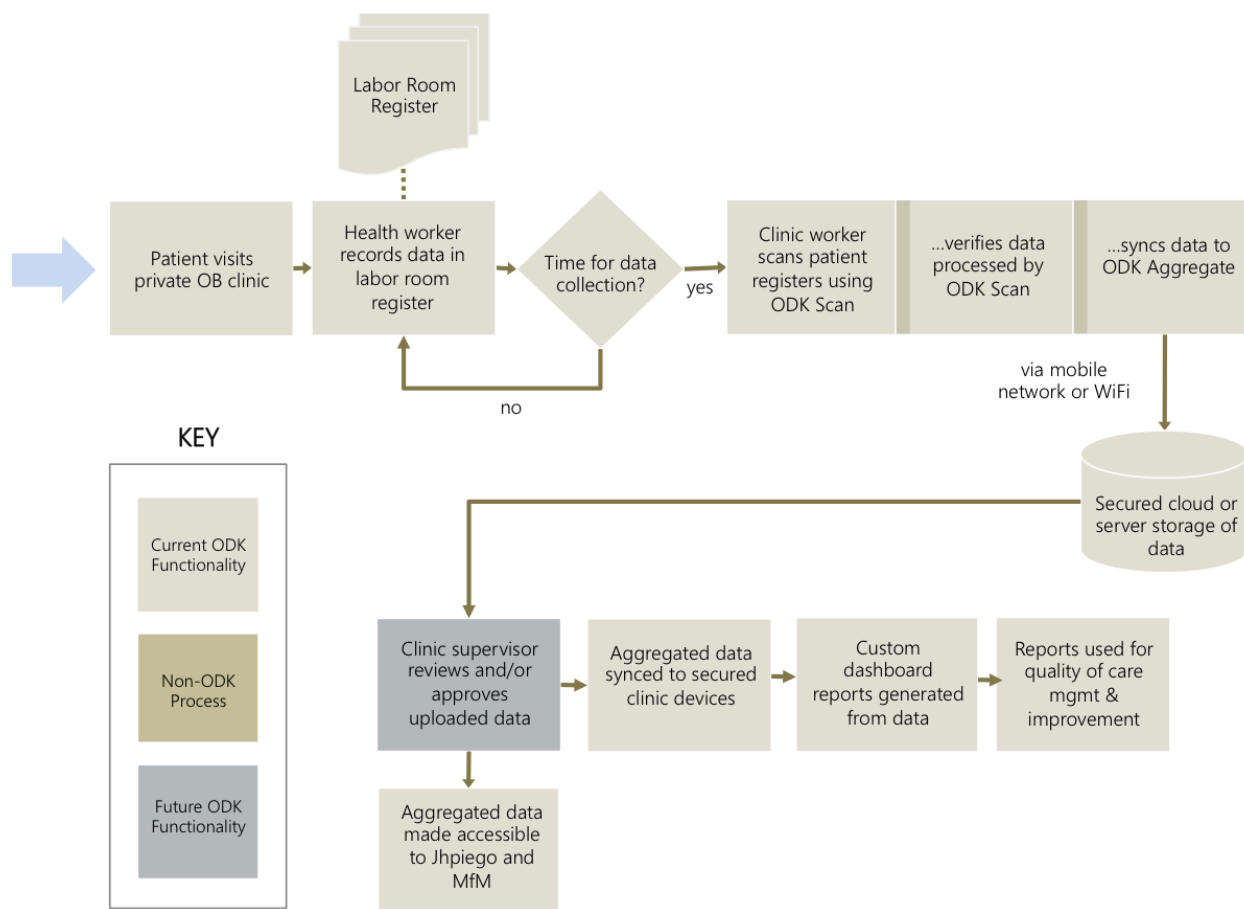 Labor Room
Register
Patient visits
private OB clinic
Health worker
records data in
labor room
register
Time for data
collection?
yes
no
Clinic worker
scans patient
registers using
ODK Scan
...verifies data
processed by
ODK Scan
...syncs data to
ODK Aggregate
via mobile
network or WiFi
Secured cloud or
server storage of
data
KEY
Current ODK
Functionality
Non-ODK
Process
Future ODK
Functionality
Clinic supervisor
reviews and/or
approves
uploaded data
Aggregated data
synced to secured
clinic devices
Custom
dashboard
reports generated
from data
Reports used for
quality of care
mgmt & 
improvement
Aggregated data
made accessible
to Jhpiego and
MfM